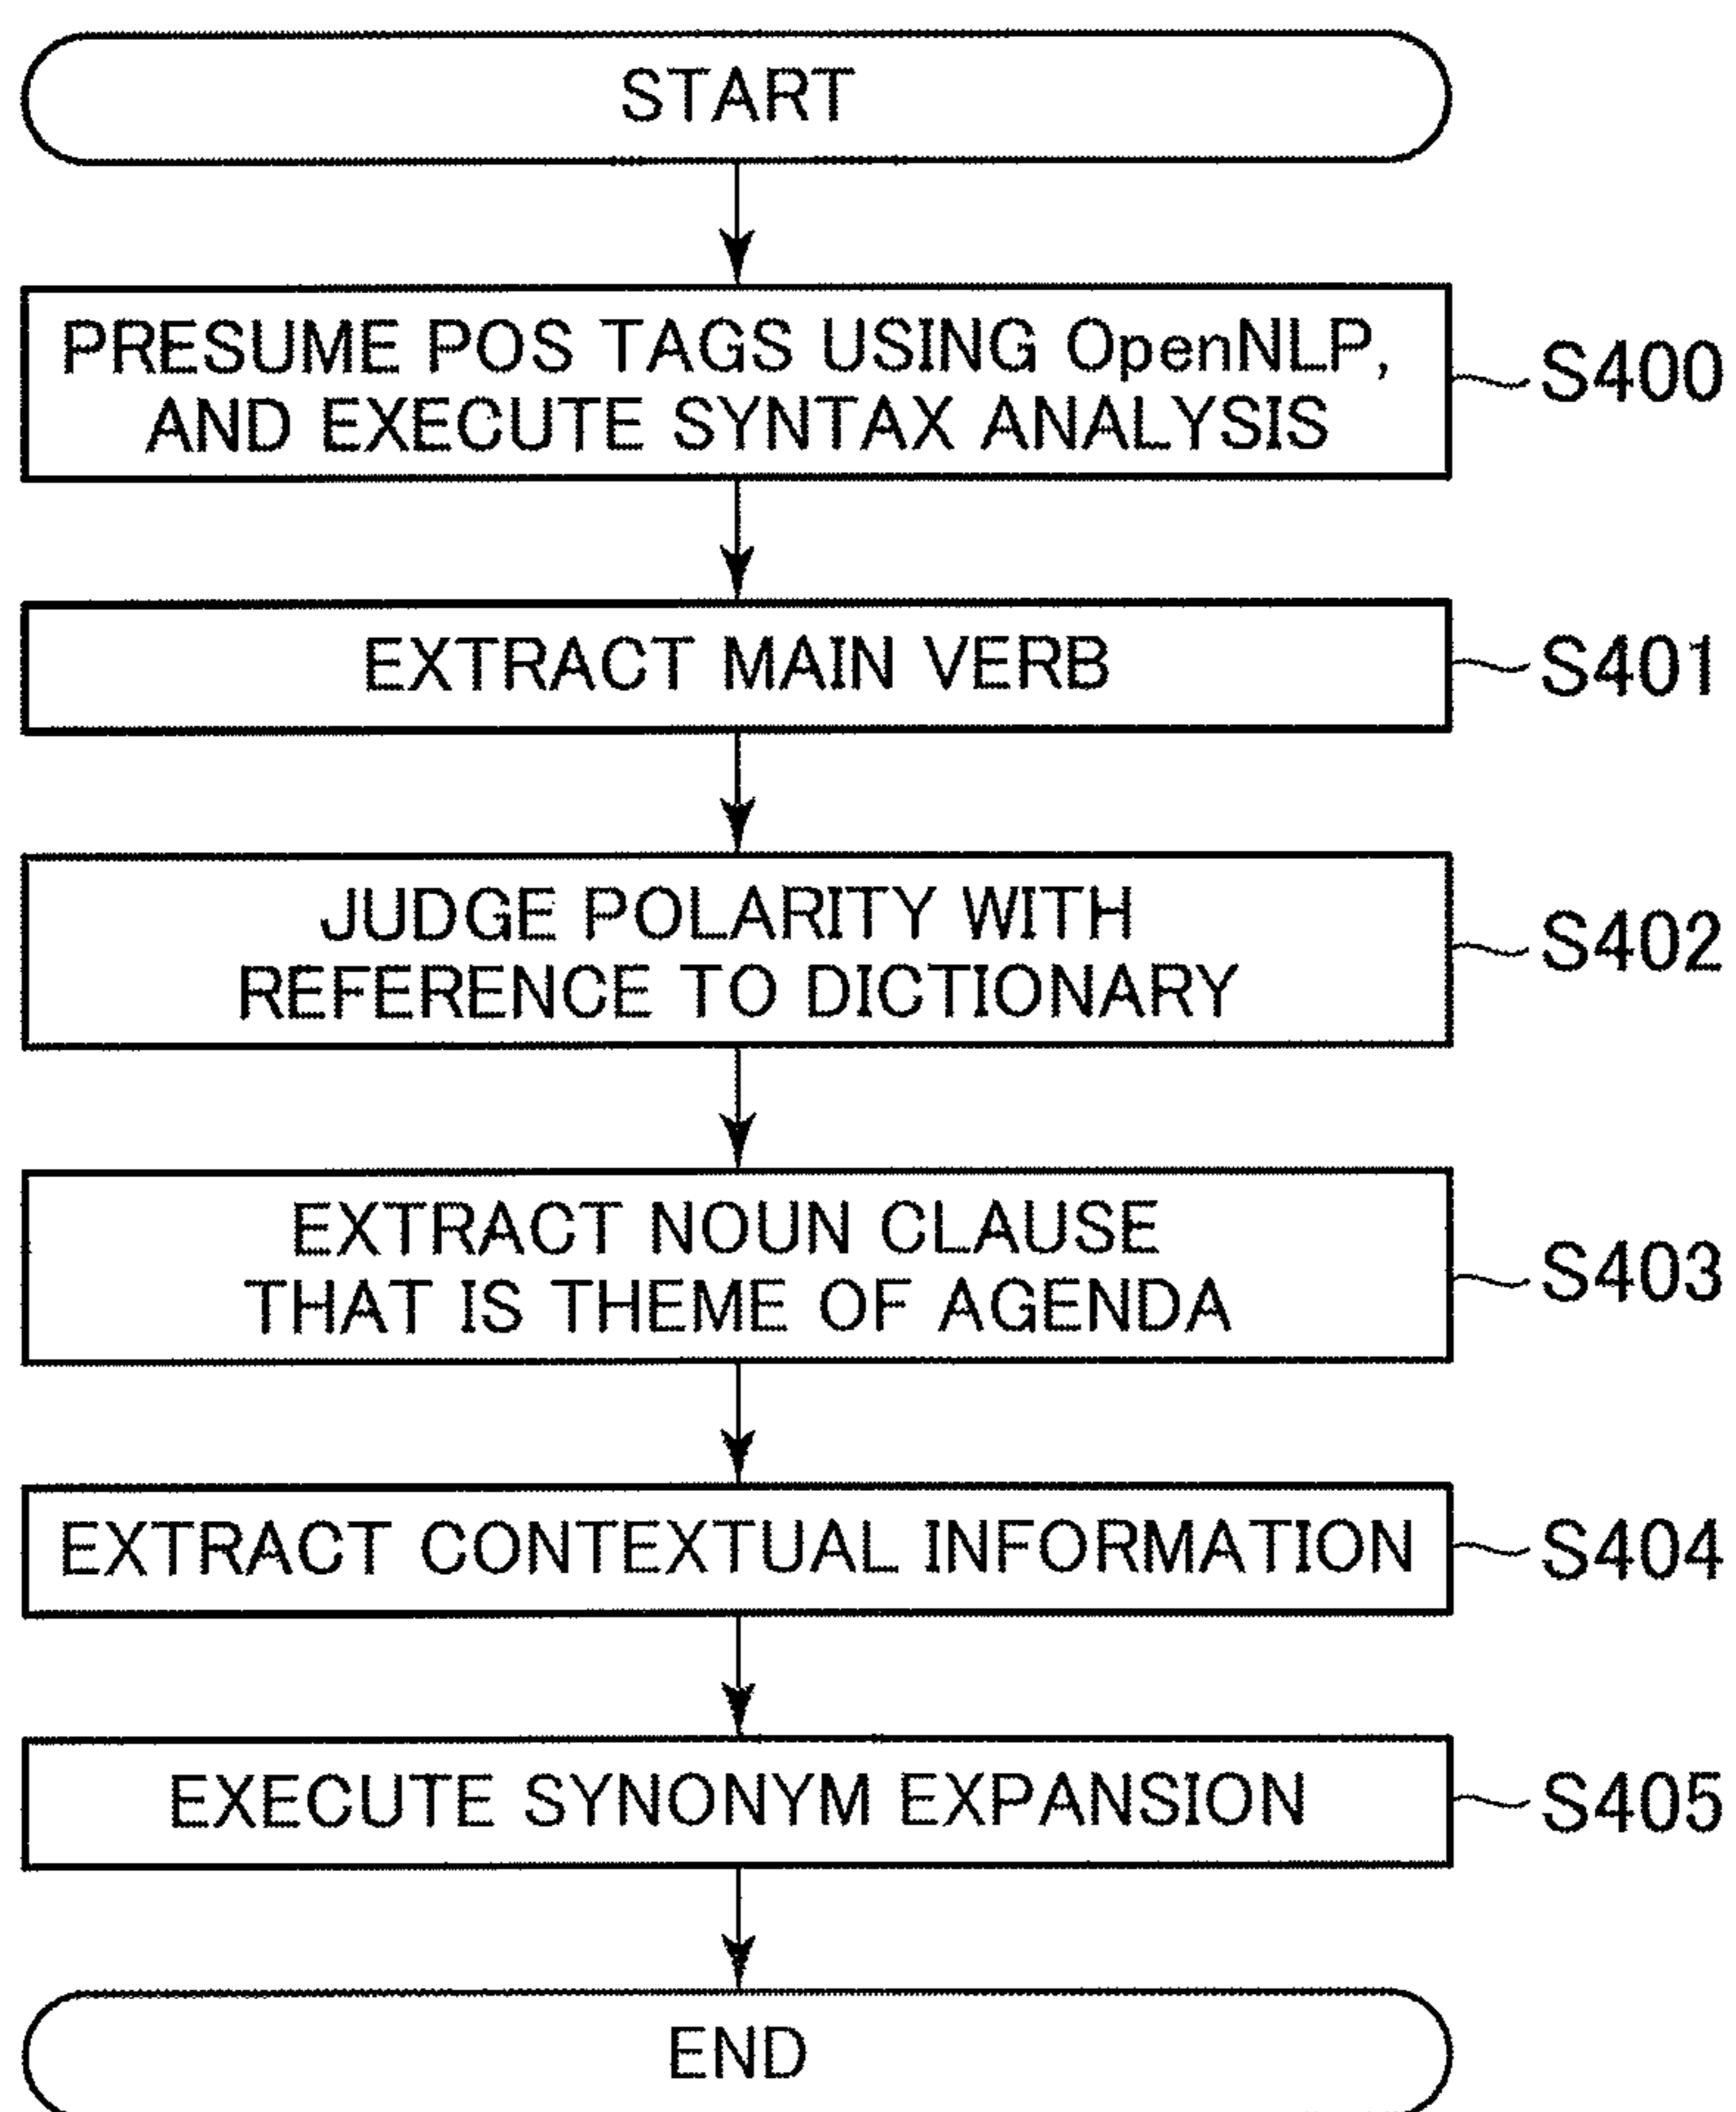 START
PRESUME POS TAGS USING OpenNLP,
AND EXECUTE SYNTAX ANALYSIS
S400
EXTRACT MAIN VERB
S401
JUDGE POLARITY WITH
REFERENCE TO DICTIONARY
S402
EXTRACT NOUN CLAUSE
THAT IS THEME OF AGENDA
S403
EXTRACT CONTEXTUAL INFORMATION
S404
EXECUTE SYNONYM EXPANSION
S405
END